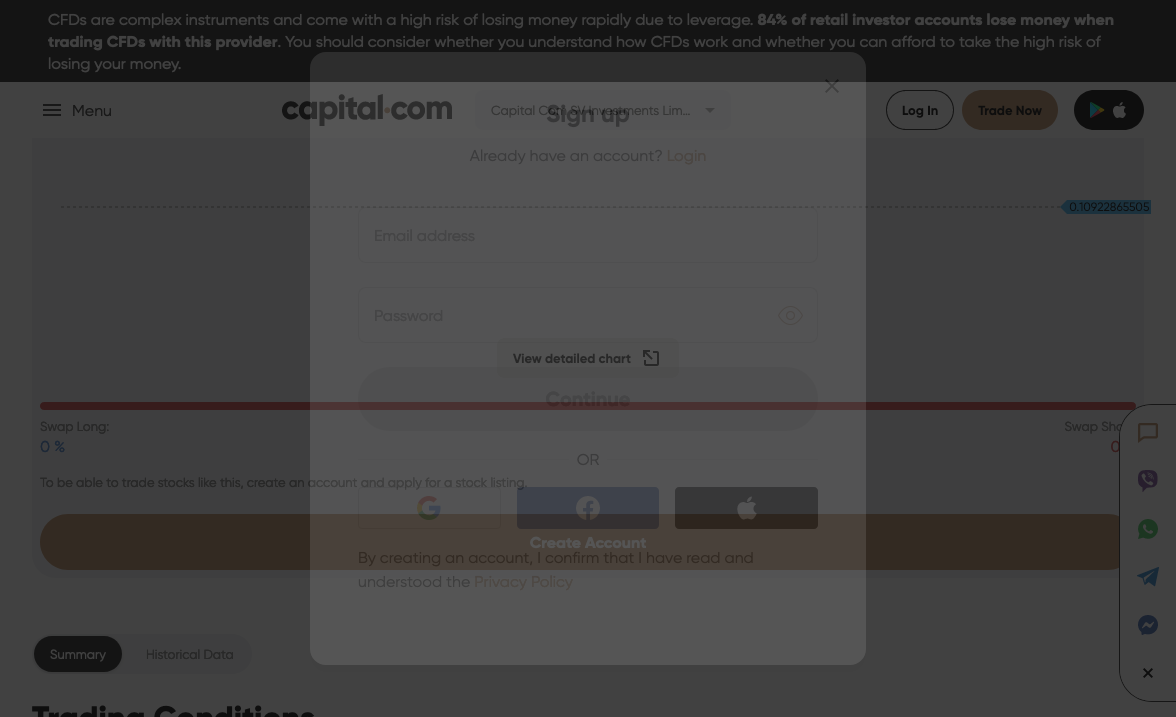 CFDs are complex instruments and come with a high risk of losing money rapidly due to leverage. 84% of retail investor accounts lose money when
trading CFDs with this provider. You should consider whether you understand how CFDs work and whether you can afford to take the high risk of
losing your money.
Menu
capital.com
Capital Com SV Investments Lim...
Log In
Trade Now
Sign up
Already have an account? Login
0.10922865505
Email address
Password
View detailed chart
Continue
Swap Long:
0 %
Swap
0
OR
To be able to trade stocks like this, create an account and apply for a stock listing.
Create Account
By creating an account, I confirm that I have read and
understood the Privacy Policy
Summary
Historical Data
Trading Conditions